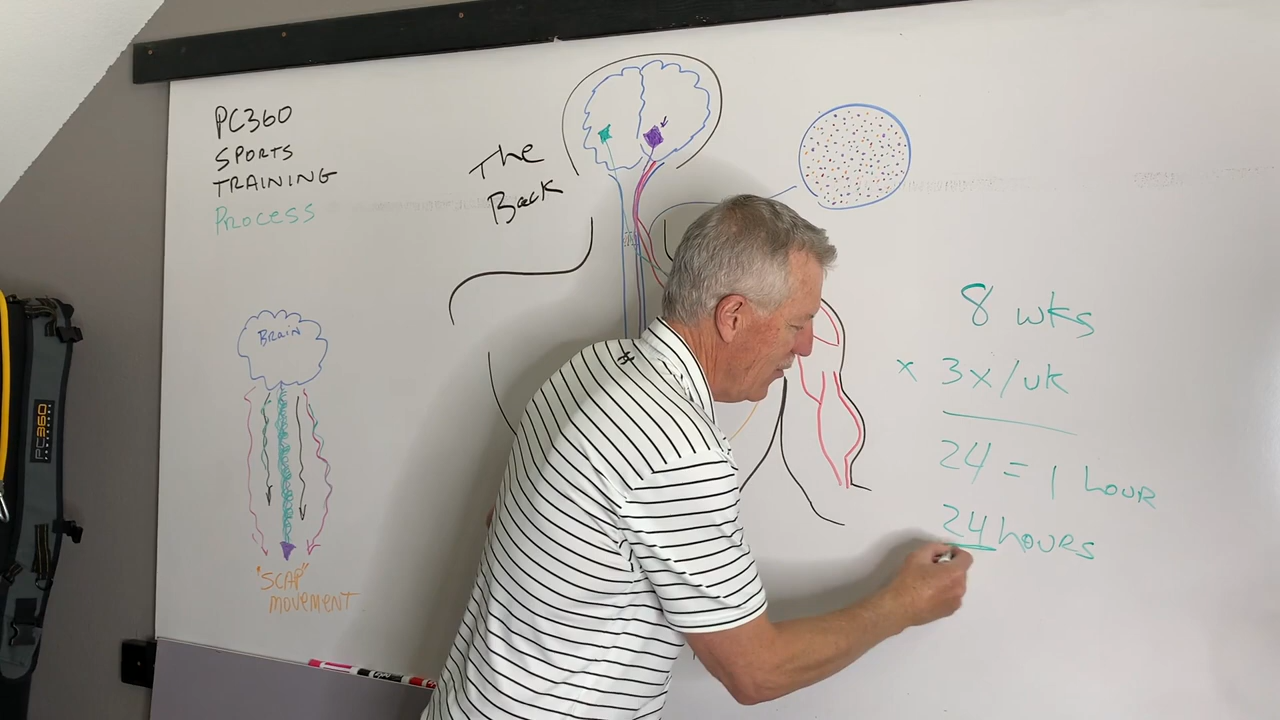 PC360
SPORTS
TRAINING
PROCESS
The
Back
Brain
"SCAP"
MOVEMENT
8 wks
x 3x/wk
24 = 1 HOUR
24 hours
PC360
EXPO